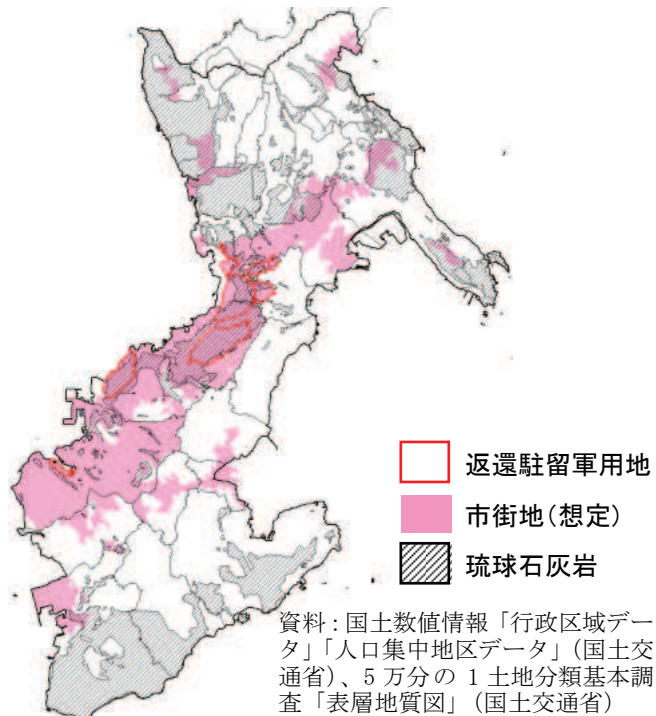 返還駐留軍用地
市街地(想定)
琉球石灰岩
資料：国土数値情報「行政区域デー
タ」「人口集中地区データ」(国土交
通省)、5 万分の 1 土地分類基本調
査「表層地質図」(国土交通省)